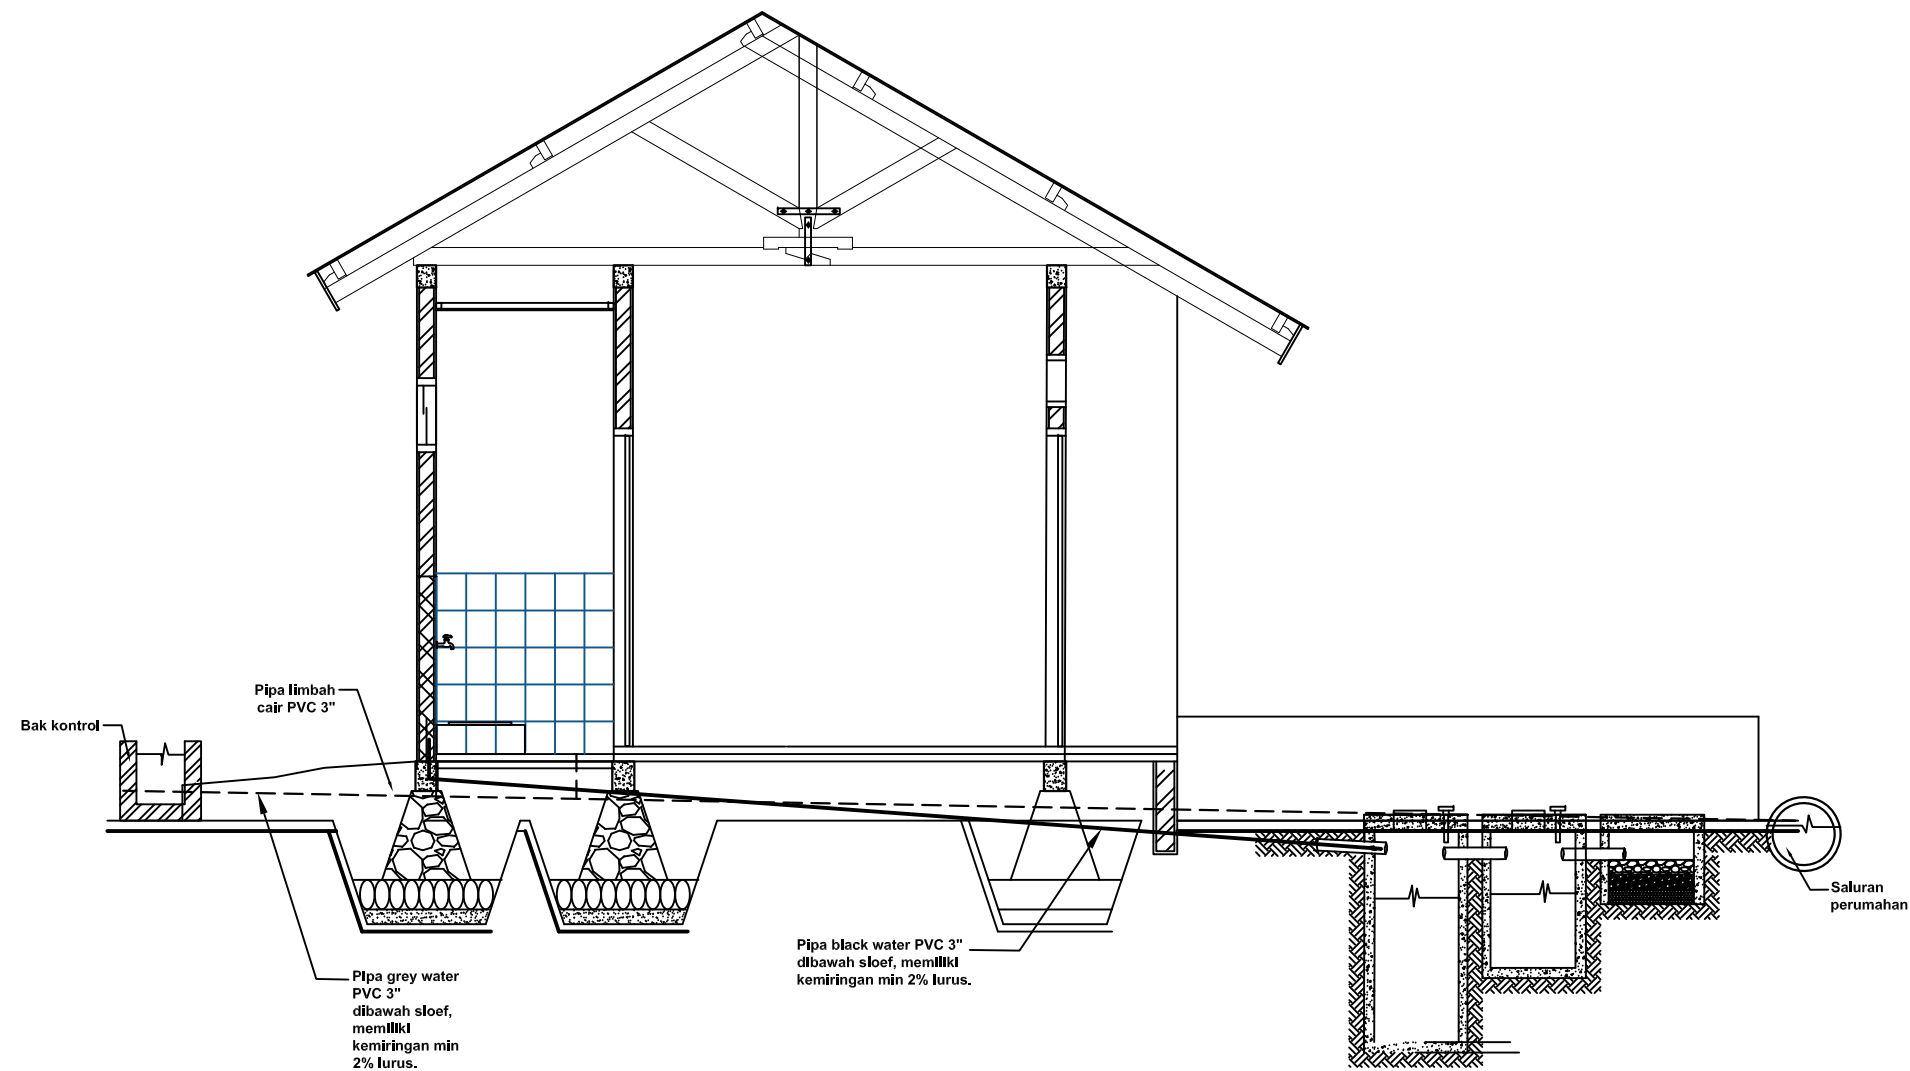 Pipa limbah
cair PVC 3"
Bak kontrol
Saluran
perumahan
Pipa black water PVC 3"
dibawah sloef, memiliki
kemiringan min 2% lurus.
Pipa grey water
PVC 3"
dibawah sloef,
memiliki
kemiringan min
2% lurus.